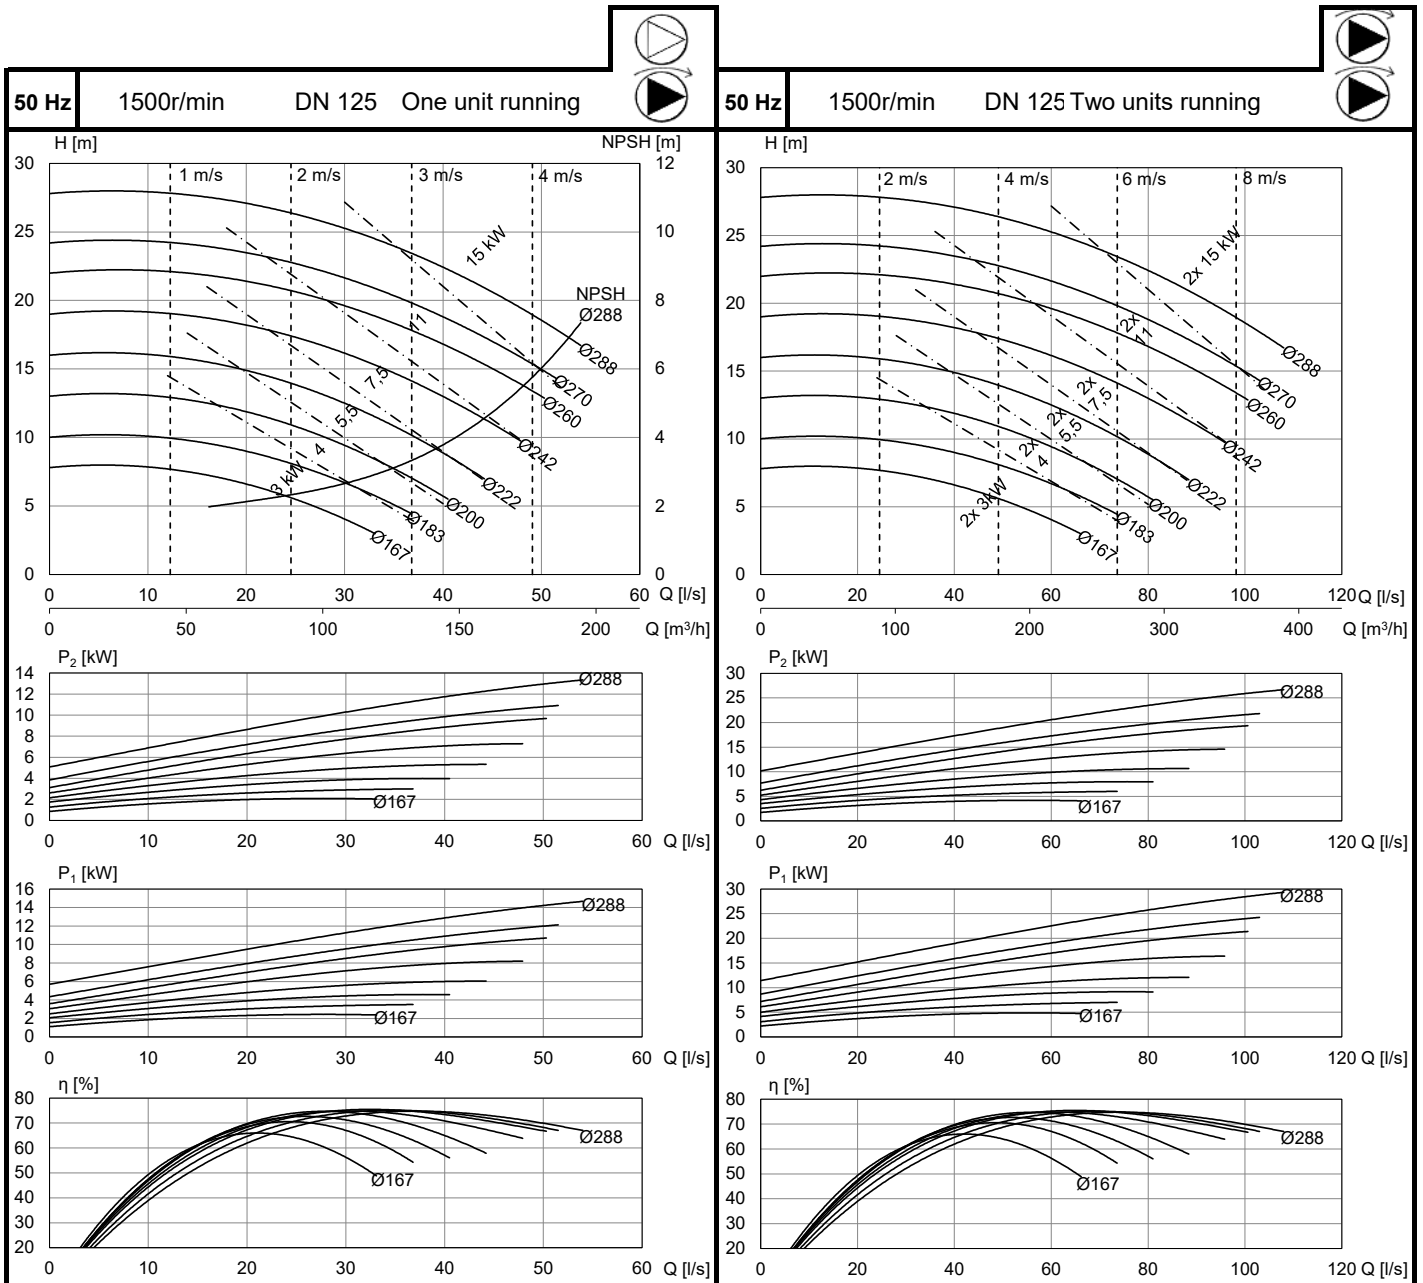 50 Hz 1500r/min DN 125 One unit running
H [m] NPSH [m]
1 m/s 2 m/s 3 m/s 4 m/s
30 25 20 15 10 5 0
12 10 8 6 4 2 0
15 kW
11
7,5
5,5
4
3 kW
NPSH
Ø288
Ø288
Ø270
Ø260
Ø242
Ø222
Ø200
Ø183
Ø167
0 10 20 30 40 50 60 Q [l/s]
0 50 100 150 200 Q [m³/h]
P₂ [kW]
14 12 10 8 6 4 2 0
Ø288
Ø167
0 10 20 30 40 50 60 Q [l/s]
P₁ [kW]
16 14 12 10 8 6 4 2 0
Ø288
Ø167
0 10 20 30 40 50 60 Q [l/s]
η [%]
80 70 60 50 40 30 20
Ø288
Ø167
0 10 20 30 40 50 60 Q [l/s]
50 Hz 1500r/min DN 125 Two units running
H [m]
2 m/s 4 m/s 6 m/s 8 m/s
30 25 20 15 10 5 0
2x 15 kW
2x 11
2x 7,5
2x 5,5
2x 4
2x 3kW
Ø288
Ø270
Ø260
Ø242
Ø222
Ø200
Ø183
Ø167
0 20 40 60 80 100 120 Q [l/s]
0 100 200 300 400 Q [m³/h]
P₂ [kW]
30 25 20 15 10 5 0
Ø288
Ø167
0 20 40 60 80 100 120 Q [l/s]
P₁ [kW]
30 25 20 15 10 5 0
Ø288
Ø167
0 20 40 60 80 100 120 Q [l/s]
η [%]
80 70 60 50 40 30 20
Ø288
Ø167
0 20 40 60 80 100 120 Q [l/s]